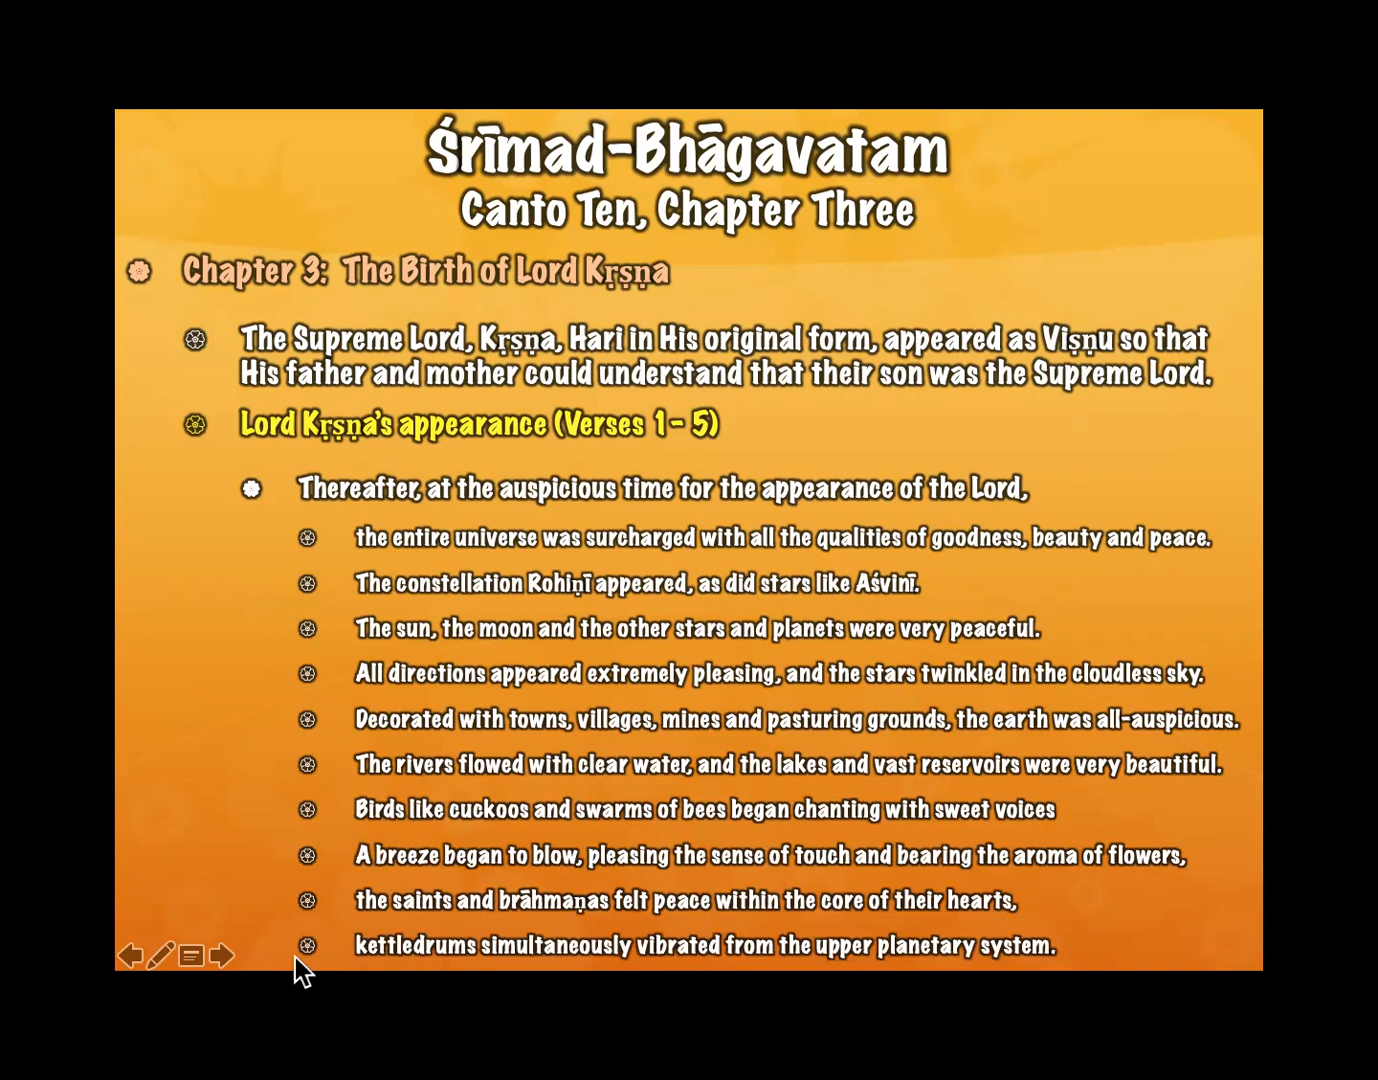 Śrīmad-Bhāgavatam
Canto Ten, Chapter Three
Chapter 3:  The Birth of Lord Kṛṣṇa
The Supreme Lord, Kṛṣṇa, Hari in His original form, appeared as Viṣṇu so that
His father and mother could understand that their son was the Supreme Lord.
Lord Kṛṣṇa’s appearance (Verses 1– 5)
Thereafter, at the auspicious time for the appearance of the Lord,
the entire universe was surcharged with all the qualities of goodness, beauty and peace.
The constellation Rohiṇī appeared, as did stars like Aśvinī.
The sun, the moon and the other stars and planets were very peaceful.
All directions appeared extremely pleasing, and the stars twinkled in the cloudless sky.
Decorated with towns, villages, mines and pasturing grounds, the earth was all-auspicious.
The rivers flowed with clear water, and the lakes and vast reservoirs were very beautiful.
Birds like cuckoos and swarms of bees began chanting with sweet voices
A breeze began to blow, pleasing the sense of touch and bearing the aroma of flowers,
the saints and brāhmaṇas felt peace within the core of their hearts,
kettledrums simultaneously vibrated from the upper planetary system.